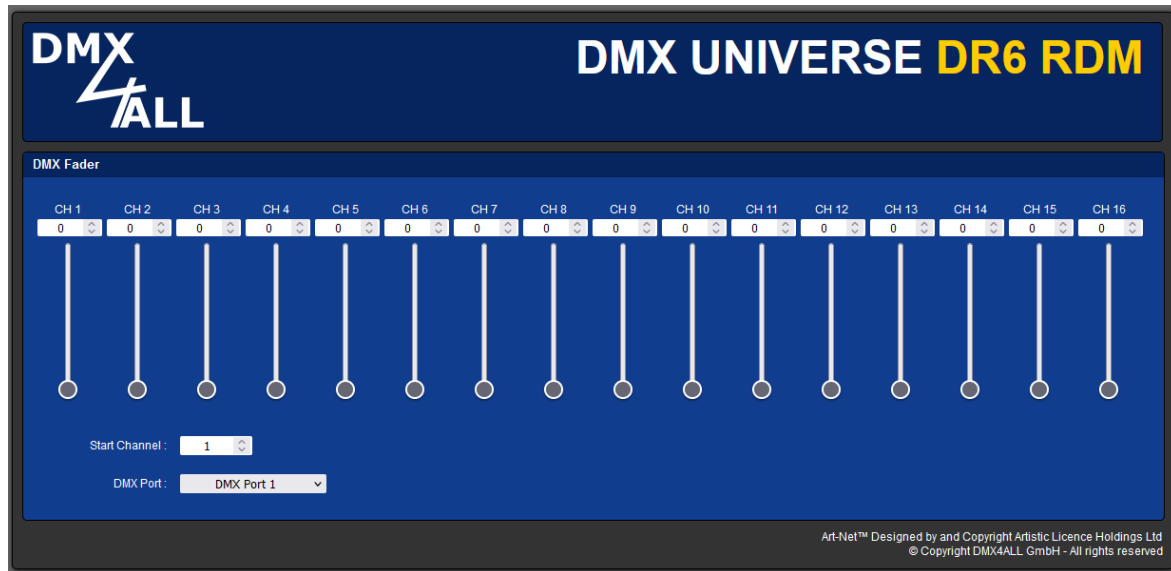 DMX
4ALL
DMX UNIVERSE DR6 RDM
DMX Fader
CH 1 CH 2 CH 3 CH 4 CH 5 CH 6 CH 7 CH 8 CH 9 CH 10 CH 11 CH 12 CH 13 CH 14 CH 15 CH 16
0 0 0 0 0 0 0 0 0 0 0 0 0 0 0 0
Start Channel : 1
DMX Port : DMX Port 1
Art-Net™ Designed by and Copyright Artistic Licence Holdings Ltd
© Copyright DMX4ALL GmbH - All rights reserved